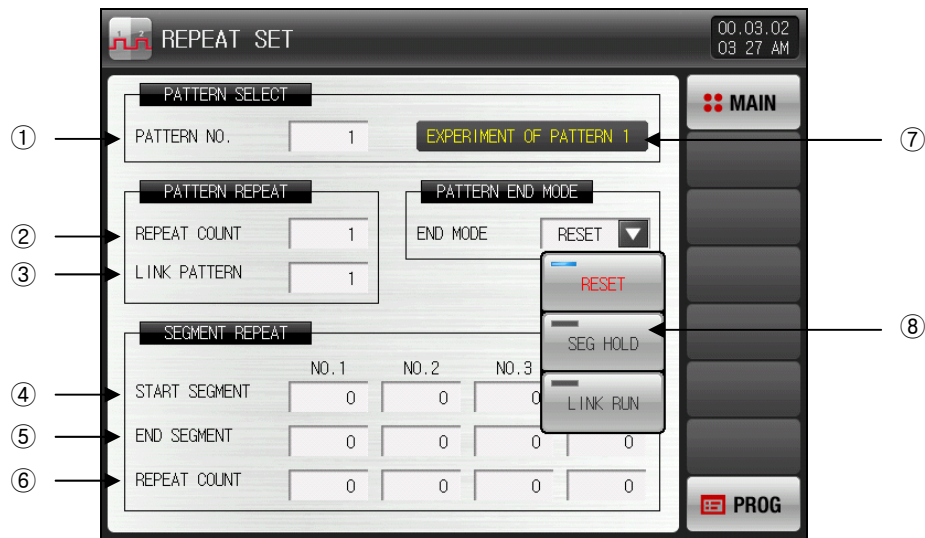 REPEAT SET
00.03.02
03 27 AM
PATTERN SELECT
① PATTERN NO. 1 EXPERIMENT OF PATTERN 1 ⑦
MAIN
PATTERN REPEAT
PATTERN END MODE
② REPEAT COUNT 1
END MODE RESET
③ LINK PATTERN 1
RESET
SEG HOLD ⑧
LINK RUN
SEGMENT REPEAT
NO.1 NO.2 NO.3
④ START SEGMENT 0 0 0
⑤ END SEGMENT 0 0 0 0
⑥ REPEAT COUNT 0 0 0 0
PROG